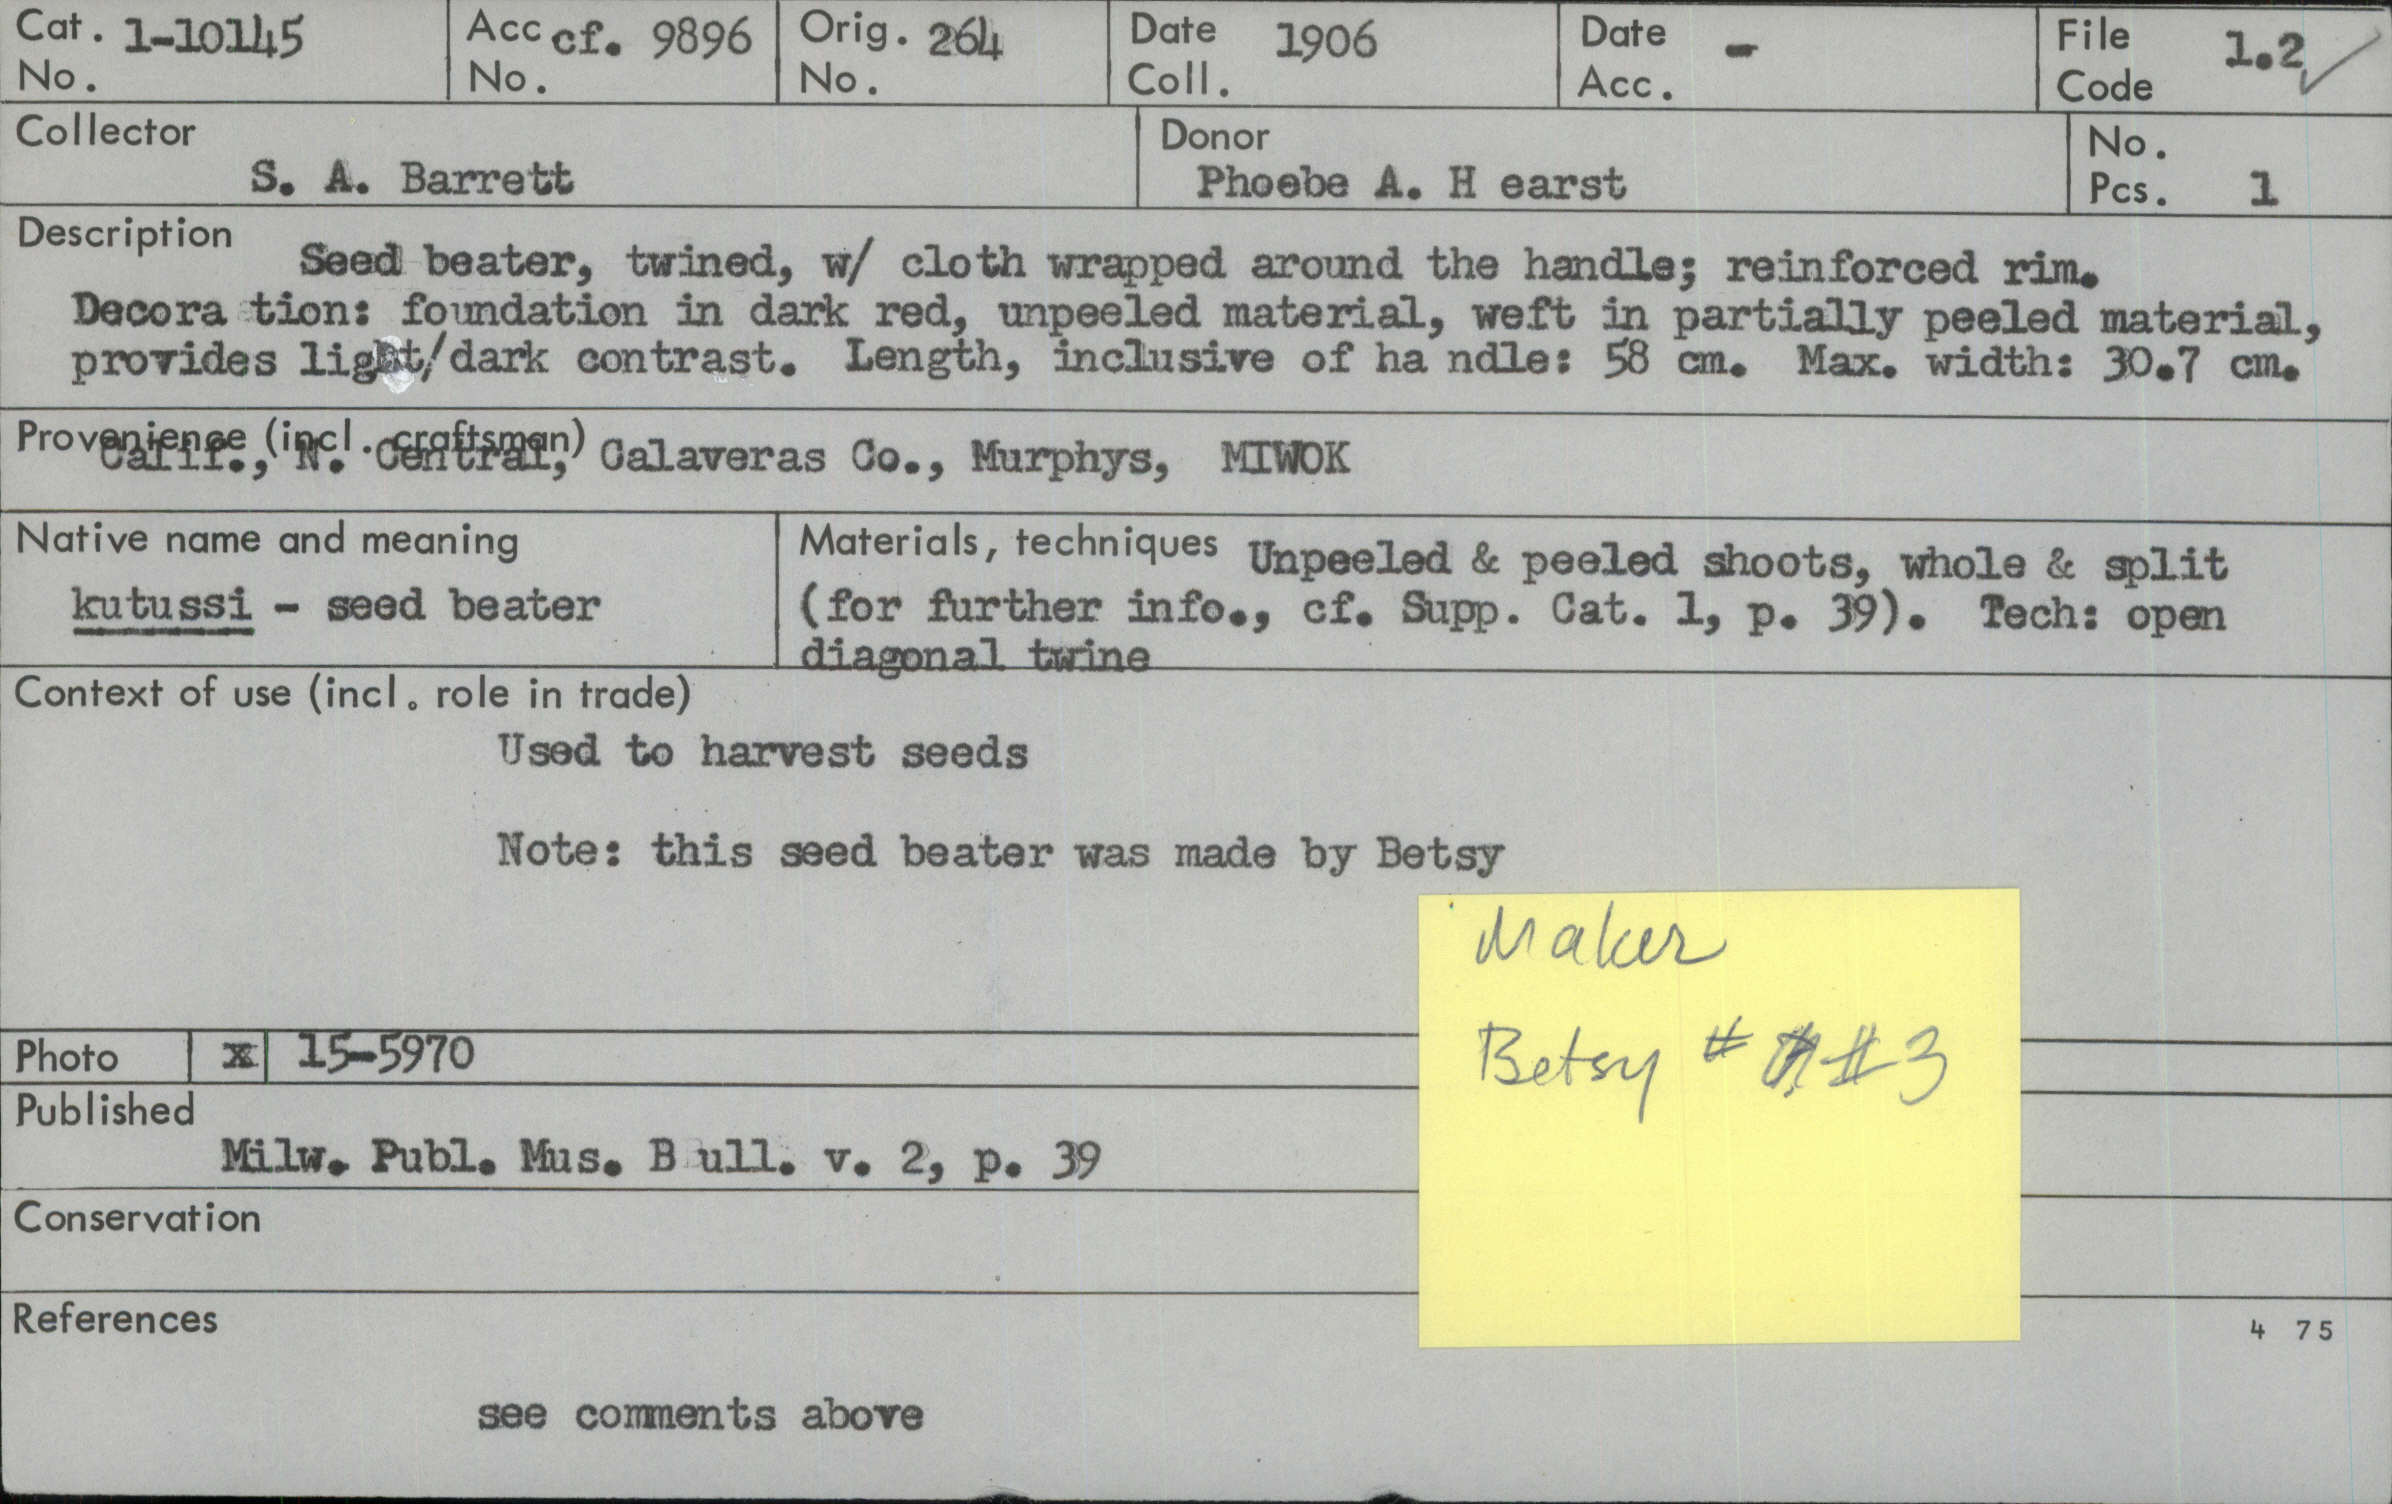 Cat. No. 1-10145 Acc No. cf. 9896 Orig. No. 264 Date Coll. 1906 Date Acc. - File Code 1.2
Collector S. A. Barrett Donor Phoebe A. H earst No. Pcs. 1
Description Seed beater, twined, w/ cloth wrapped around the handle; reinforced rim.
Decora tion: foundation in dark red, unpeeled material, weft in partially peeled material,
provides light/dark contrast. Length, inclusive of ha ndle: 58 cm. Max. width: 30.7 cm.
Provenience (incl. craftsman)
Calif., N. Central, Calaveras Co., Murphys, MIWOK
Native name and meaning
kutussi - seed beater
Materials, techniques Unpeeled & peeled shoots, whole & split
(for further info., cf. Supp. Cat. 1, p. 39). Tech: open
diagonal twine
Context of use (incl. role in trade)
Used to harvest seeds
Note: this seed beater was made by Betsy
Maker
Betsy # #3
Photo x 15-5970
Published
Milw. Publ. Mus. B ull. v. 2, p. 39
Conservation
References
4 75
see comments above